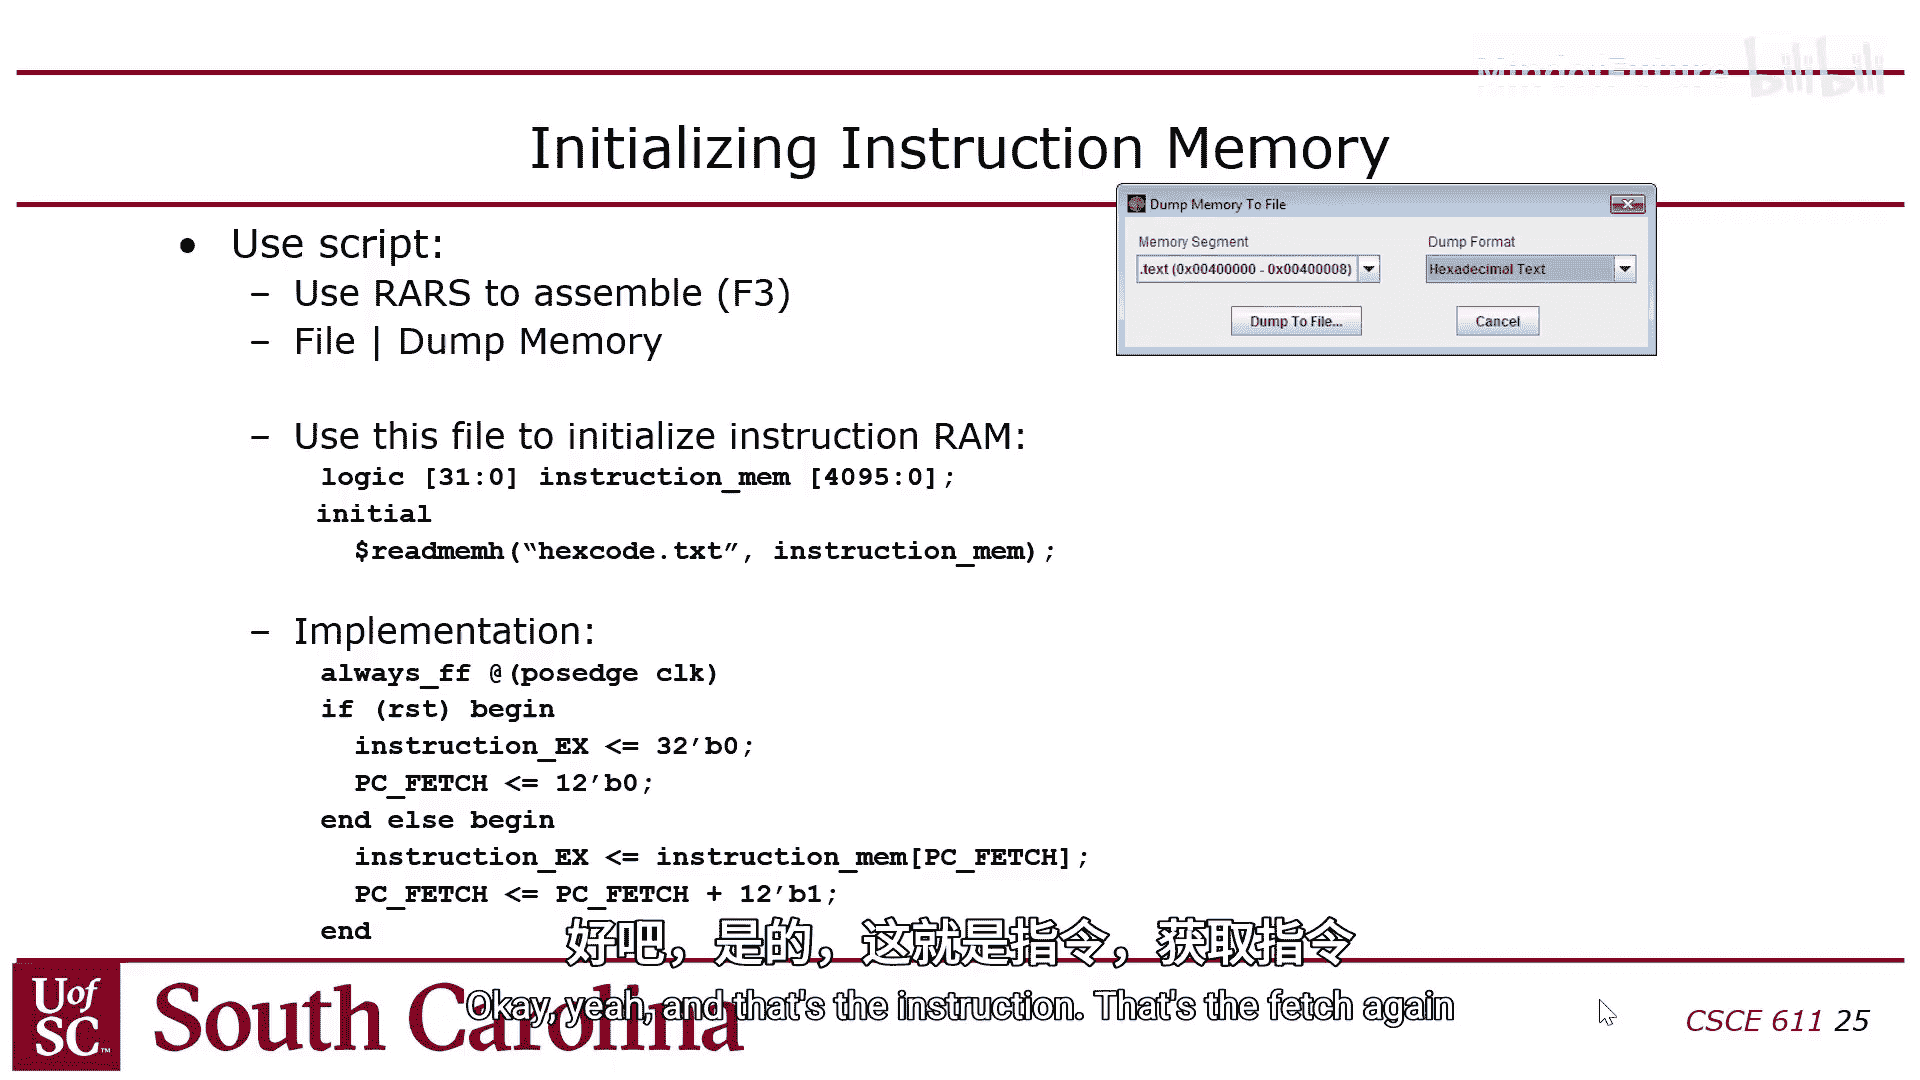 bilibili
Initializing Instruction Memory
• Use script:
– Use RARS to assemble (F3)
– File | Dump Memory
Dump Memory To File
Memory Segment
Dump Format
.text (0x00400000 - 0x00400008)
Hexadecimal Text
Dump To File...
Cancel
– Use this file to initialize instruction RAM:
logic [31:0] instruction_mem [4095:0];
initial
$readmemh(“hexcode.txt”, instruction_mem);
– Implementation:
always_ff @(posedge clk)
if (rst) begin
instruction_EX <= 32’b0;
PC_FETCH <= 12’b0;
end else begin
instruction_EX <= instruction_mem[PC_FETCH];
PC_FETCH <= PC_FETCH + 12’b1;
end
好吧，是的，这就是指令，获取指令
Okay, yeah, and that's the instruction. That's the fetch again
UofSC™
South Carolina
CSCE 611 25